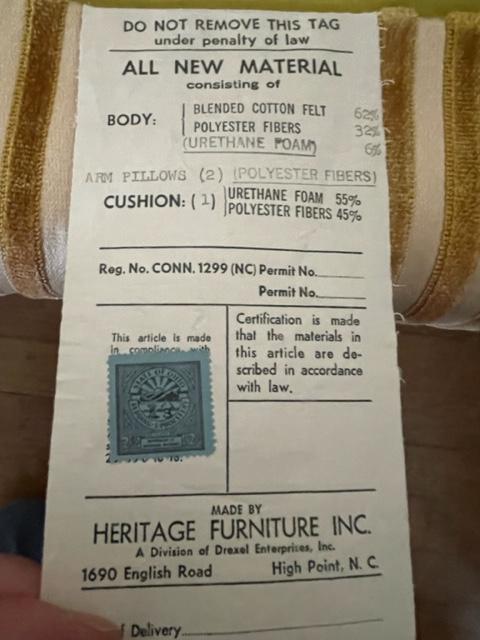 DO NOT REMOVE THIS TAG
under penalty of law
ALL NEW MATERIAL
consisting of
BODY:
BLENDED COTTON FELT 62%
POLYESTER FIBERS 32%
(URETHANE FOAM) 6%
ARM PILLOWS (2) (POLYESTER FIBERS)
CUSHION: (1)
URETHANE FOAM 55%
POLYESTER FIBERS 45%
Reg. No. CONN. 1299 (NC) Permit No.
Permit No.
This article is made
in compliance with
Certification is made
that the materials in
this article are de-
scribed in accordance
with law.
MADE BY
HERITAGE FURNITURE INC.
A Division of Drexel Enterprises, Inc.
1690 English Road High Point, N. C.
f Delivery